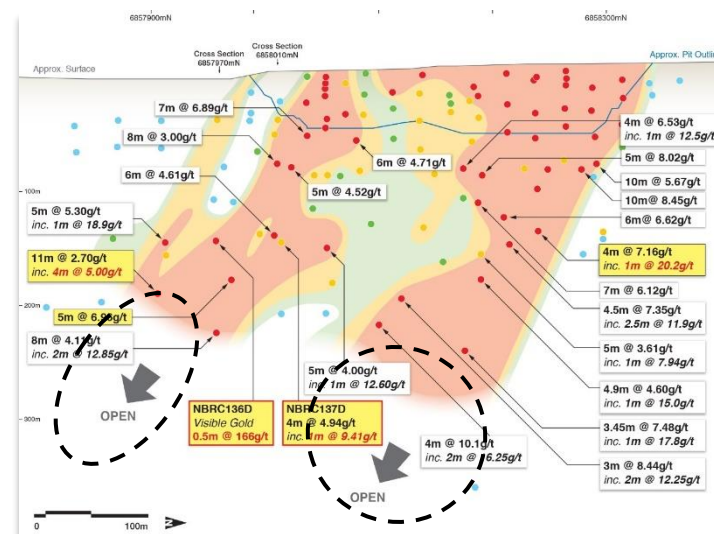 6857900mN
6858300mN
Cross Section
6857970mN
Cross Section
6858010mN
Approx. Surface
Approx. Pit Outline
7m @ 6.89g/t
8m @ 3.00g/t
6m @ 4.61g/t
6m @ 4.71g/t
5m @ 4.52g/t
4m @ 6.53g/t
inc. 1m @ 12.5g/t
5m @ 8.02g/t
10m @ 5.67g/t
10m @ 8.45g/t
6m @ 6.62g/t
100m
5m @ 5.30g/t
inc. 1m @ 18.9g/t
11m @ 2.70g/t
inc. 4m @ 5.00g/t
4m @ 7.16g/t
inc. 1m @ 20.2g/t
7m @ 6.12g/t
200m
4.5m @ 7.35g/t
inc. 2.5m @ 11.9g/t
8m @ 4.11g/t
inc. 2m @ 12.85g/t
5m @ 3.61g/t
inc. 1m @ 7.94g/t
5m @ 4.00g/t
inc. 1m @ 12.60g/t
4.9m @ 4.60g/t
inc. 1m @ 15.0g/t
300m
OPEN
NBRC136D
Visible Gold
0.5m @ 166g/t
NBRC137D
4m @ 4.94g/t
inc. 1m @ 9.41g/t
3.45m @ 7.48g/t
inc. 1m @ 17.8g/t
4m @ 10.1g/t
inc. 2m @ 16.25g/t
3m @ 8.44g/t
inc. 2m @ 12.25g/t
OPEN
0 100m
N